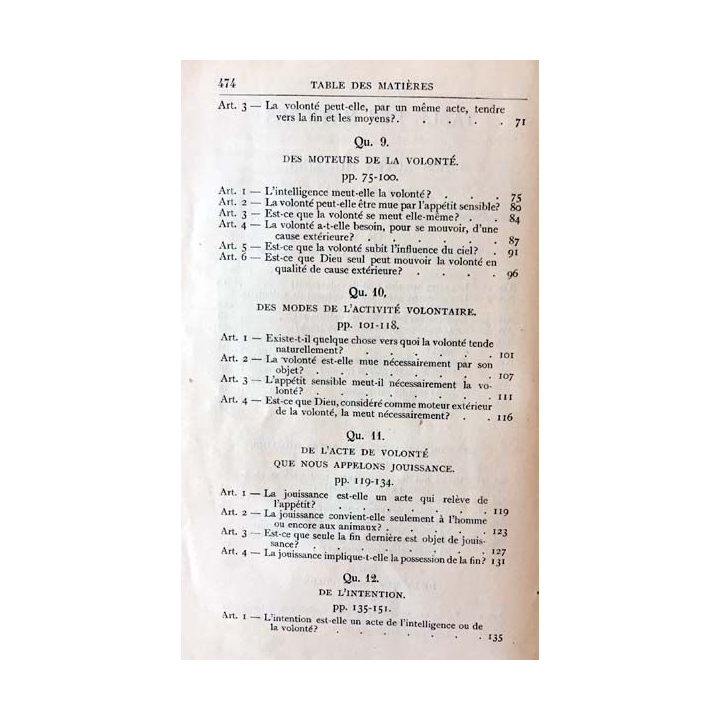 474 TABLE DES MATIÈRES
Art. 3 — La volonté peut-elle, par un même acte, tendre
vers la fin et les moyens?. . . . . 71
Qu. 9.
DES MOTEURS DE LA VOLONTÉ.
pp. 75-100.
Art. 1 — L'intelligence meut-elle la volonté? . . . 75
Art. 2 — La volonté peut-elle être mue par l'appétit sensible? 80
Art. 3 — Est-ce que la volonté se meut elle-même? . . 84
Art. 4 — La volonté a-t-elle besoin, pour se mouvoir, d'une
cause extérieure? . . . . . . 87
Art. 5 — Est-ce que la volonté subit l'influence du ciel? . 91
Art. 6 — Est-ce que Dieu seul peut mouvoir la volonté en
qualité de cause extérieure? . . . . 96
Qu. 10.
DES MODES DE L'ACTIVITÉ VOLONTAIRE.
pp. 101-118.
Art. 1 — Existe-t-il quelque chose vers quoi la volonté tende
naturellement? . . . . . . 101
Art. 2 — La volonté est-elle mue nécessairement par son
objet? . . . . . . . . 107
Art. 3 — L'appétit sensible meut-il nécessairement la vo-
lonté? . . . . . . . . 111
Art. 4 — Est-ce que Dieu, considéré comme moteur extérieur
de la volonté, la meut nécessairement? . . 116
Qu. 11.
DE L'ACTE DE VOLONTÉ
QUE NOUS APPELONS JOUISSANCE.
pp. 119-134.
Art. 1 — La jouissance est-elle un acte qui relève de
l'appétit? . . . . . . . 119
Art. 2 — La jouissance convient-elle seulement à l'homme
ou encore aux animaux? . . . . . 123
Art. 3 — Est-ce que seule la fin dernière est objet de jouis-
sance? . . . . . . . . 127
Art. 4 — La jouissance implique-t-elle la possession de la fin? 131
Qu. 12.
DE L'INTENTION.
pp. 135-151.
Art. 1 — L'intention est-elle un acte de l'intelligence ou de
la volonté? . . . . . . . 135